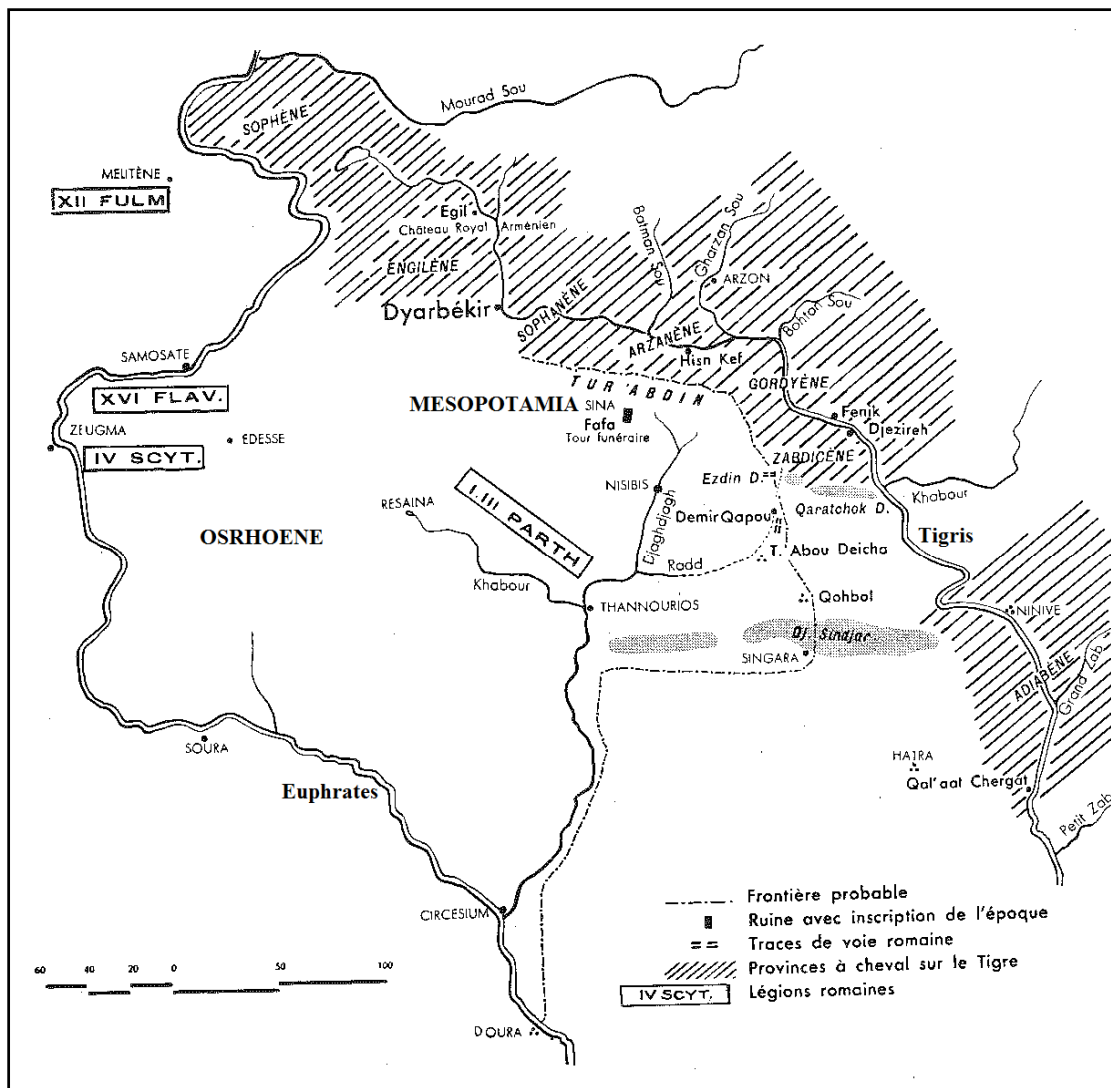 Mourad Sou
SOPHÈNE
MELITÈNE
XII FULM
Egil
Château Royal Arménien
ENGILÈNE
Batman Sou
Gharzan Sou
ARZON
Dyarbékir
SOPHANÈNE
Bohtan Sou
ARZANÈNE
Hisn Kef
SAMOSATE
XVI FLAV.
TUR 'ABDIN
GORDYÈNE
MESOPOTAMIA
SINA
Fafa
Tour funéraire
Fenik
Djezireh
ZEUGMA
IV SCYT.
EDESSE
ZABDICÈNE
Ezdin D.
NISIBIS
Khabour
RESAINA
I.III PARTH
Djaghdjagh
Demir Qapou
Qaratchok D.
OSRHOENE
Tigris
T. Abou Deicha
Radd
Khabour
THANNOURIOS
Qohbol
NINIVE
Dj. Sindjar
SINGARA
ADIABÈNE
Grand Zab
SOURA
HATRA
Qal'aat Chergât
Euphrates
Petit Zab
CIRCESIUM
Frontière probable
Ruine avec inscription de l'époque
Traces de voie romaine
Provinces à cheval sur le Tigre
IV SCYT. Légions romaines
60 40 20 0 50 100
DOURA